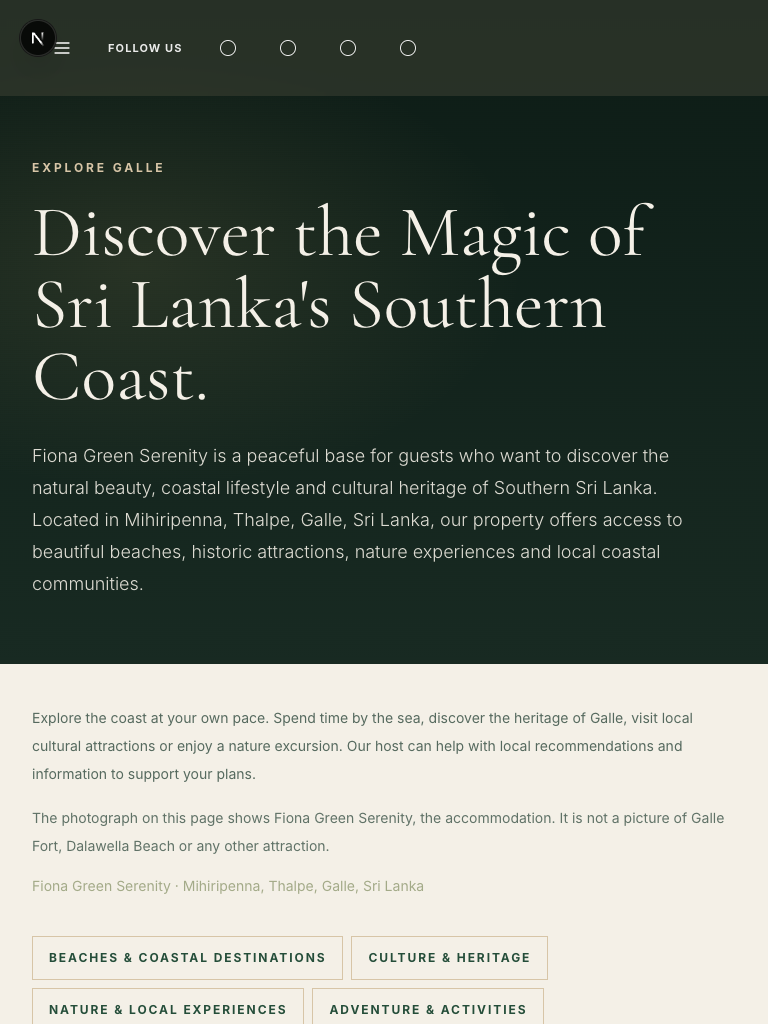 N
FOLLOW US
EXPLORE GALLE
Discover the Magic of
Sri Lanka's Southern
Coast.
Fiona Green Serenity is a peaceful base for guests who want to discover the
natural beauty, coastal lifestyle and cultural heritage of Southern Sri Lanka.
Located in Mihiripenna, Thalpe, Galle, Sri Lanka, our property offers access to
beautiful beaches, historic attractions, nature experiences and local coastal
communities.
Explore the coast at your own pace. Spend time by the sea, discover the heritage of Galle, visit local
cultural attractions or enjoy a nature excursion. Our host can help with local recommendations and
information to support your plans.
The photograph on this page shows Fiona Green Serenity, the accommodation. It is not a picture of Galle
Fort, Dalawella Beach or any other attraction.
Fiona Green Serenity · Mihiripenna, Thalpe, Galle, Sri Lanka
BEACHES & COASTAL DESTINATIONS CULTURE & HERITAGE
NATURE & LOCAL EXPERIENCES ADVENTURE & ACTIVITIES